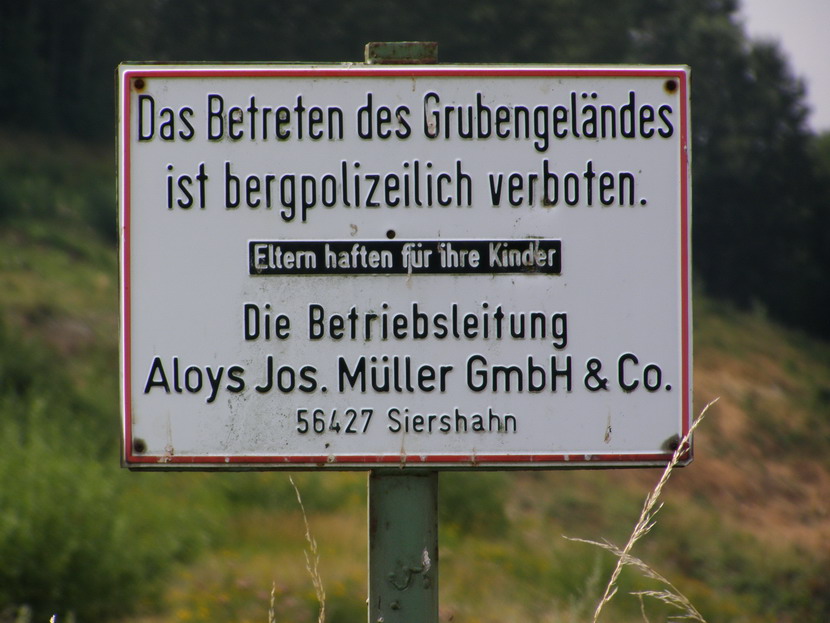 Das Betreten des Grubengeländes
ist bergpolizeilich verboten.
Eltern haften für ihre Kinder
Die Betriebsleitung
Aloys Jos. Müller GmbH & Co.
56427 Siershahn